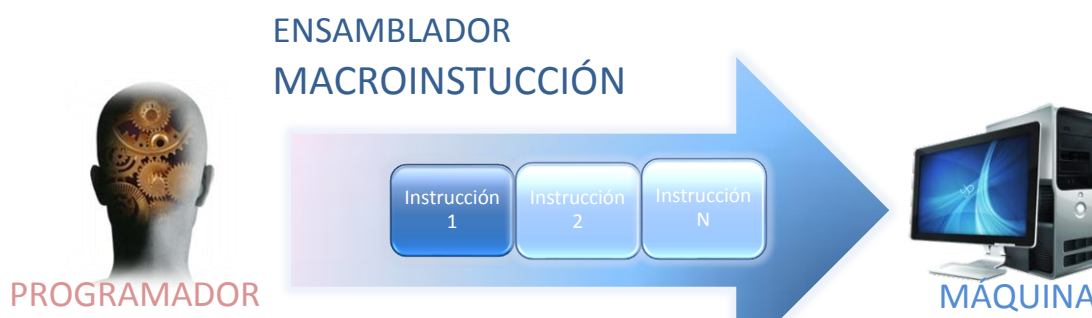 ENSAMBLADOR
MACROINSTUCCIÓN
Instrucción
1
Instrucción
2
Instrucción
N
PROGRAMADOR
MÁQUINA